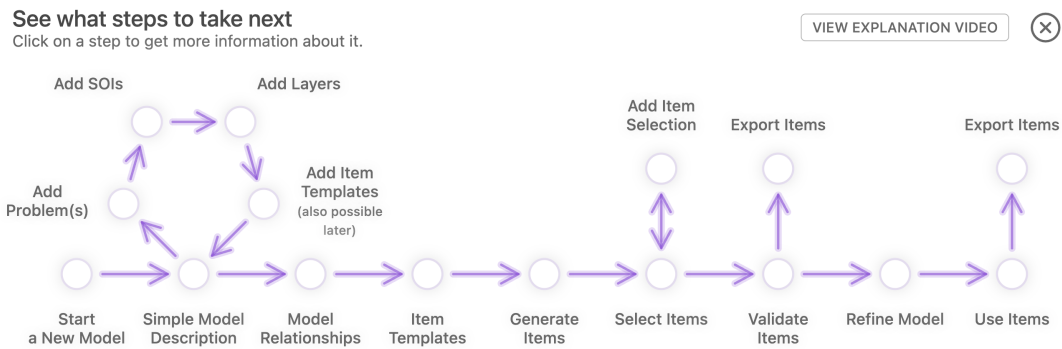 See what steps to take next
Click on a step to get more information about it.
VIEW EXPLANATION VIDEO
Add SOIs
Add Layers
Add
Problem(s)
Add Item
Templates
(also possible
later)
Add Item
Selection
Export Items
Export Items
Start
a New Model
Simple Model
Description
Model
Relationships
Item
Templates
Generate
Items
Select Items
Validate
Items
Refine Model
Use Items